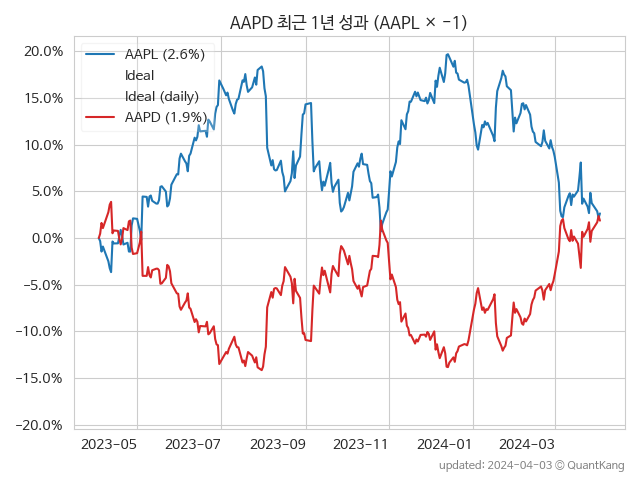 AAPD 최근 1년 성과 (AAPL × −1)
20.0%
15.0%
10.0%
5.0%
0.0%
−5.0%
−10.0%
−15.0%
−20.0%
AAPL (2.6%)
Ideal
Ideal (daily)
AAPD (1.9%)
2023-05
2023-07
2023-09
2023-11
2024-01
2024-03
updated: 2024-04-03 © QuantKang